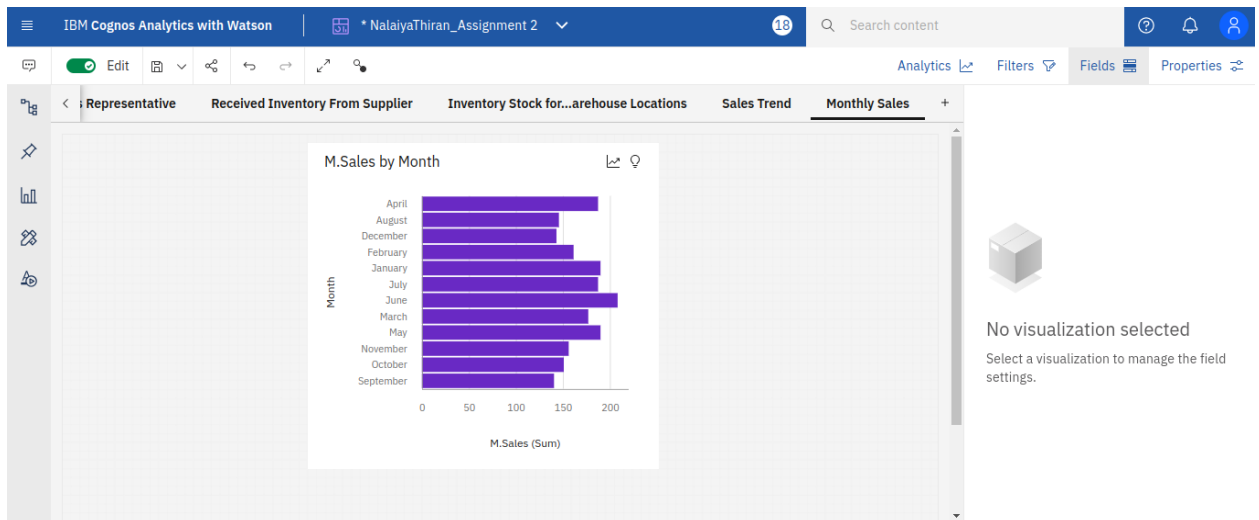 IBM Cognos Analytics with Watson
* NalaiyaThiran_Assignment 2
18
Search content
Edit
Analytics
Filters
Fields
Properties
Representative
Received Inventory From Supplier
Inventory Stock for...arehouse Locations
Sales Trend
Monthly Sales
+
M.Sales by Month
Month
April
August
December
February
January
July
June
March
May
November
October
September
0 50 100 150 200
M.Sales (Sum)
No visualization selected
Select a visualization to manage the field
settings.